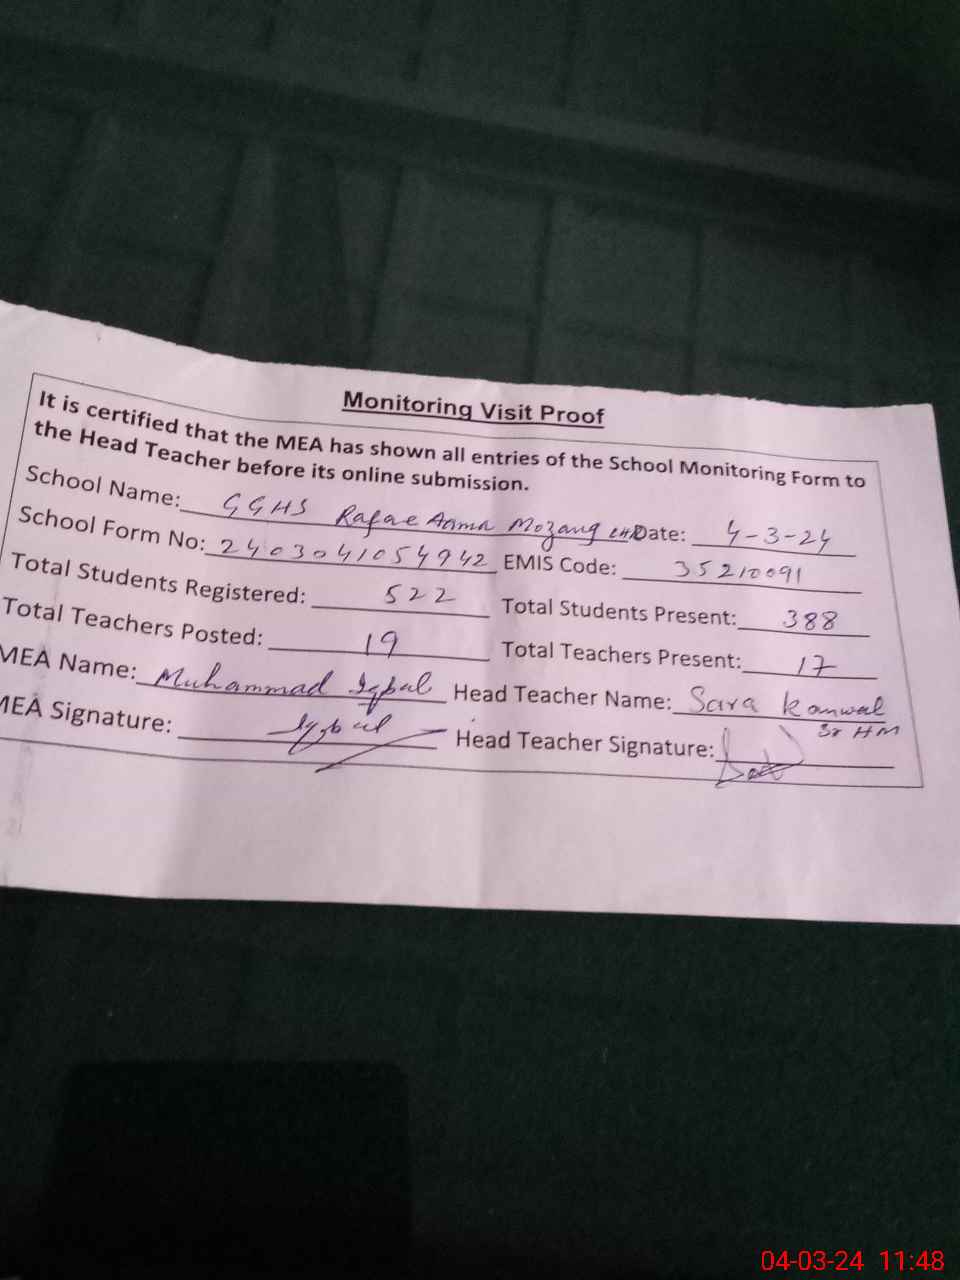 Monitoring Visit Proof
It is certified that the MEA has shown all entries of the School Monitoring Form to
the Head Teacher before its online submission.
School Name: GGHS Rafae Aama Mozang LHR Date: 4-3-24
School Form No: 2403041054942 EMIS Code: 35210091
Total Students Registered: 522 Total Students Present: 388
Total Teachers Posted: 19 Total Teachers Present: 17
MEA Name: Muhammad Iqbal Head Teacher Name: Sara Kanwal
Sr HM
MEA Signature: Iqbal Head Teacher Signature:
04-03-24 11:48